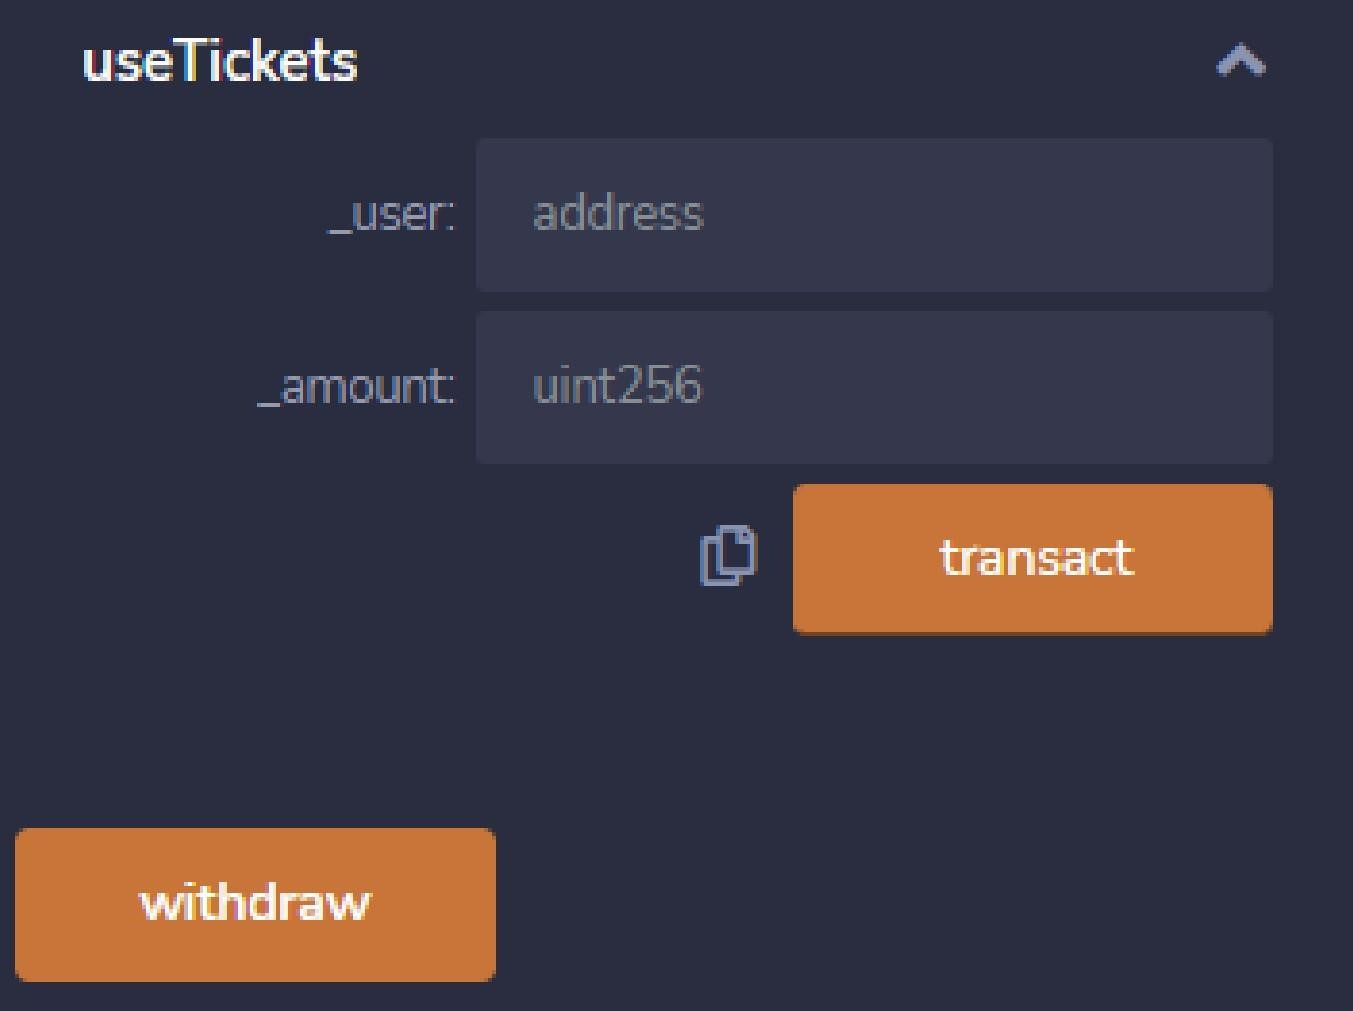 useTickets
_user: address
_amount: uint256
transact
withdraw